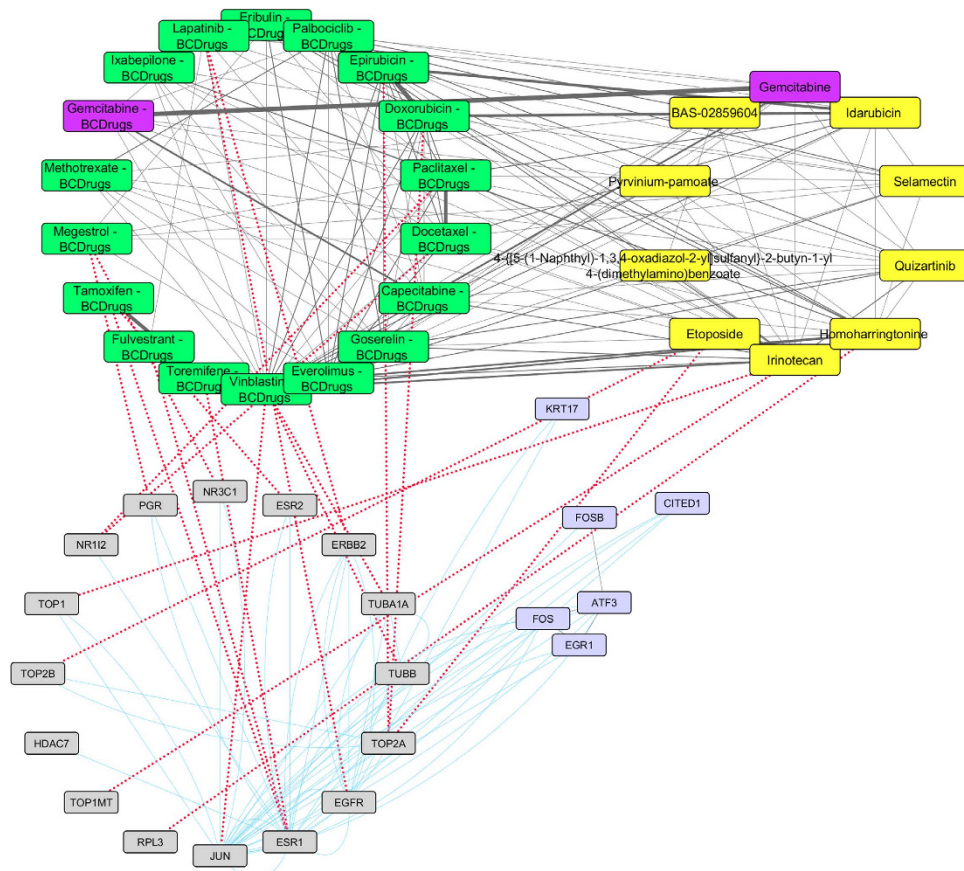 Eribulin -
BCDrugs
Lapatinib -
BCDrugs
Palbociclib -
BCDrugs
Ixabepilone -
BCDrugs
Epirubicin -
BCDrugs
Gemcitabine -
BCDrugs
Doxorubicin -
BCDrugs
Methotrexate -
BCDrugs
Paclitaxel -
BCDrugs
Megestrol -
BCDrugs
Docetaxel -
BCDrugs
Tamoxifen -
BCDrugs
Capecitabine -
BCDrugs
Fulvestrant -
BCDrugs
Goserelin -
BCDrugs
Toremifene -
BCDrugs
Vinblastine -
BCDrugs
Everolimus -
BCDrugs
Gemcitabine
BAS-02859604
Idarubicin
Pyrvinium-pamoate
Selamectin
4-{[5-(1-Naphthyl)-1,3,4-oxadiazol-2-yl]sulfanyl}-2-butyn-1-yl
4-(dimethylamino)benzoate
Quizartinib
Etoposide
Homoharringtonine
Irinotecan
KRT17
PGR
NR3C1
ESR2
CITED1
FOSB
NR1I2
ERBB2
TOP1
TUBA1A
ATF3
FOS
EGR1
TOP2B
TUBB
HDAC7
TOP2A
TOP1MT
EGFR
RPL3
JUN
ESR1